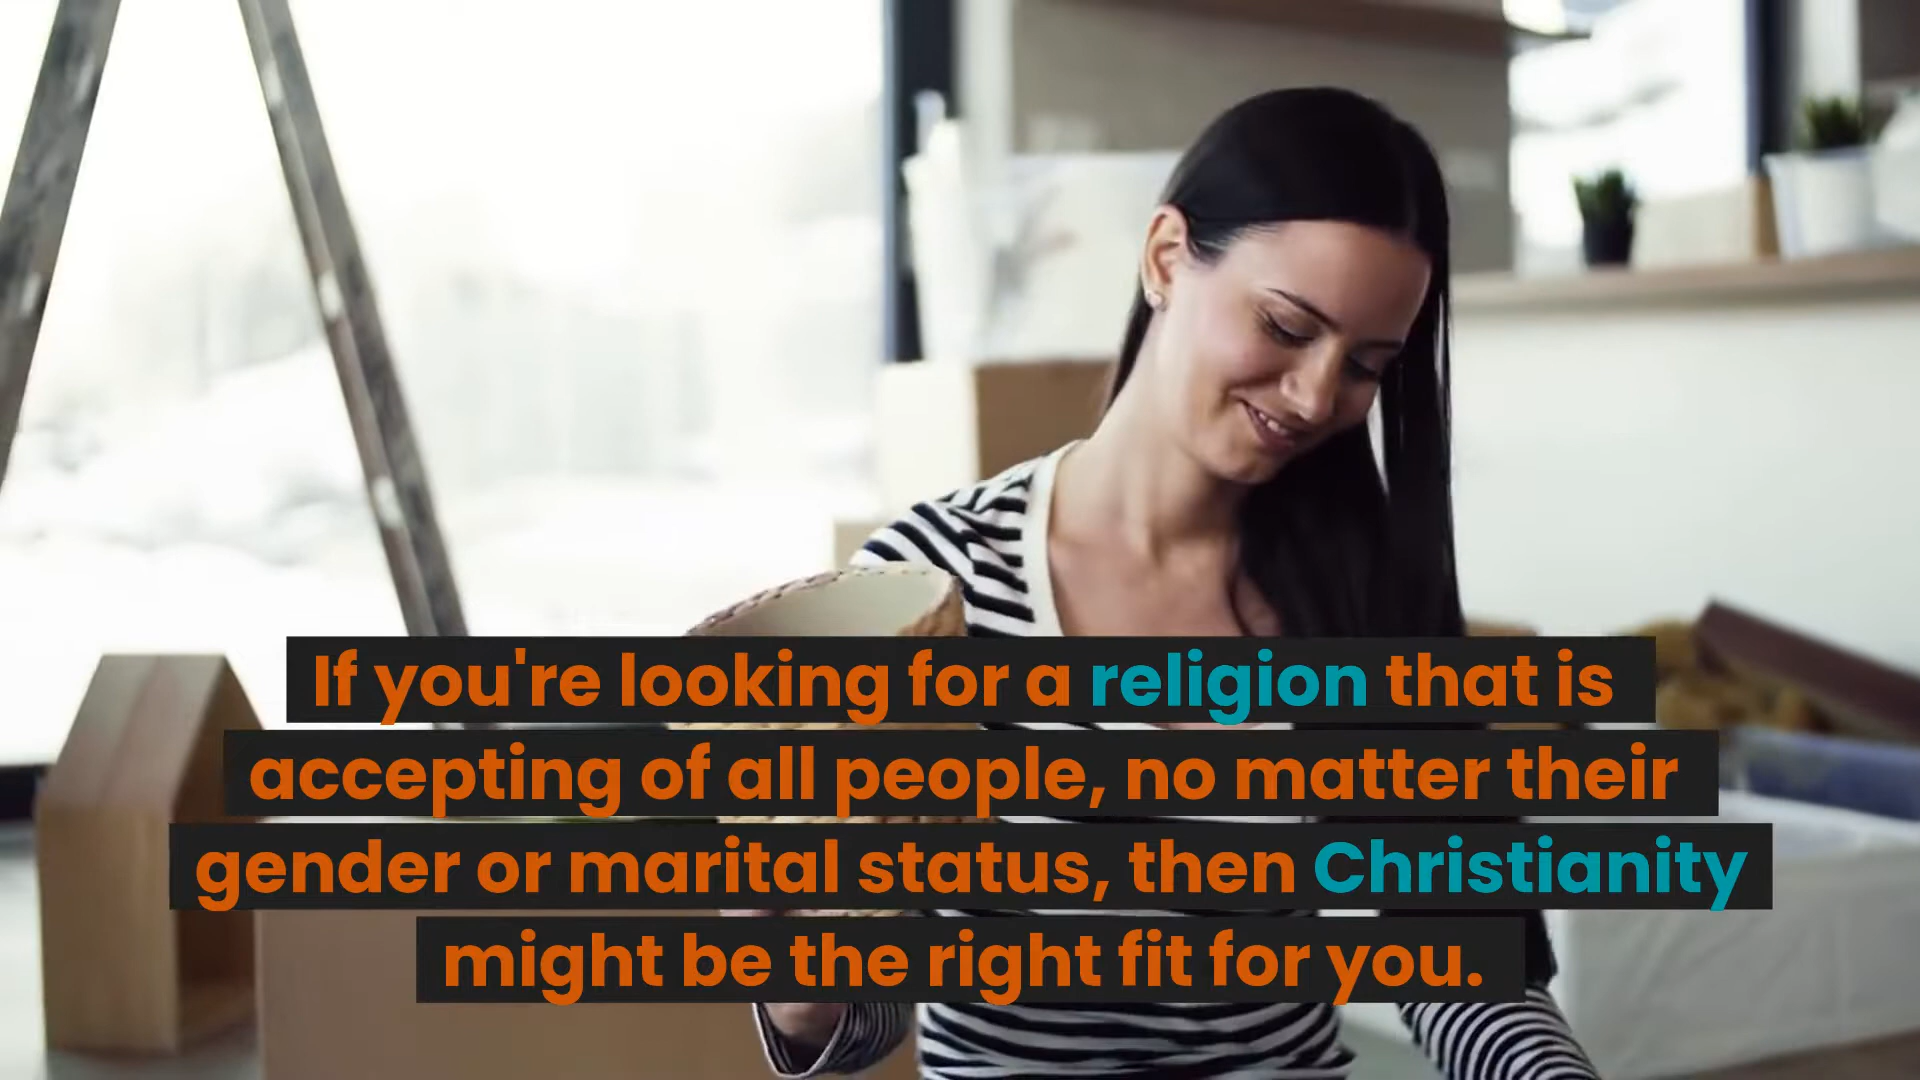 If you're looking for a religion that is
accepting of all people, no matter their
gender or marital status, then Christianity
might be the right fit for you.